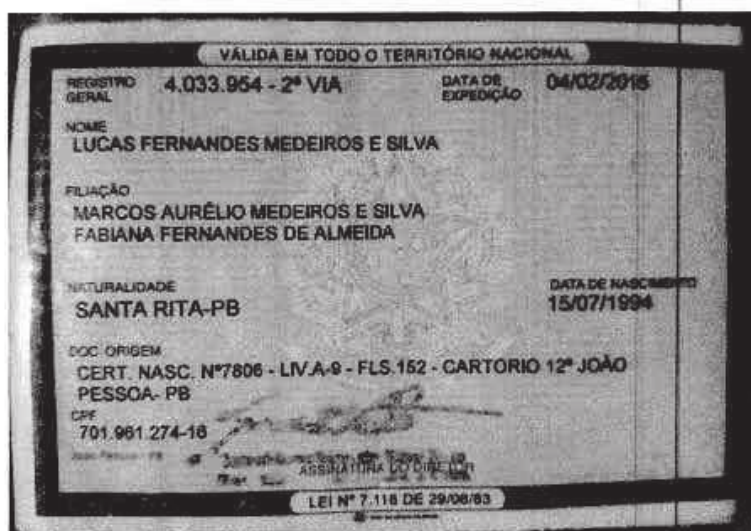 VÁLIDA EM TODO O TERRITÓRIO NACIONAL
REGISTRO GERAL 4.033.954 - 2ª VIA DATA DE EXPEDIÇÃO 04/02/2015
NOME
LUCAS FERNANDES MEDEIROS E SILVA
FILIAÇÃO
MARCOS AURÉLIO MEDEIROS E SILVA
FABIANA FERNANDES DE ALMEIDA
NATURALIDADE DATA DE NASCIMENTO
SANTA RITA-PB 15/07/1994
DOC ORIGEM
CERT. NASC. Nº7806 - LIV.A-9 - FLS.152 - CARTORIO 12º JOÃO
PESSOA- PB
CPF
701.961.274-16
ASSINATURA DO DIRETOR
LEI Nº 7.116 DE 29/08/83